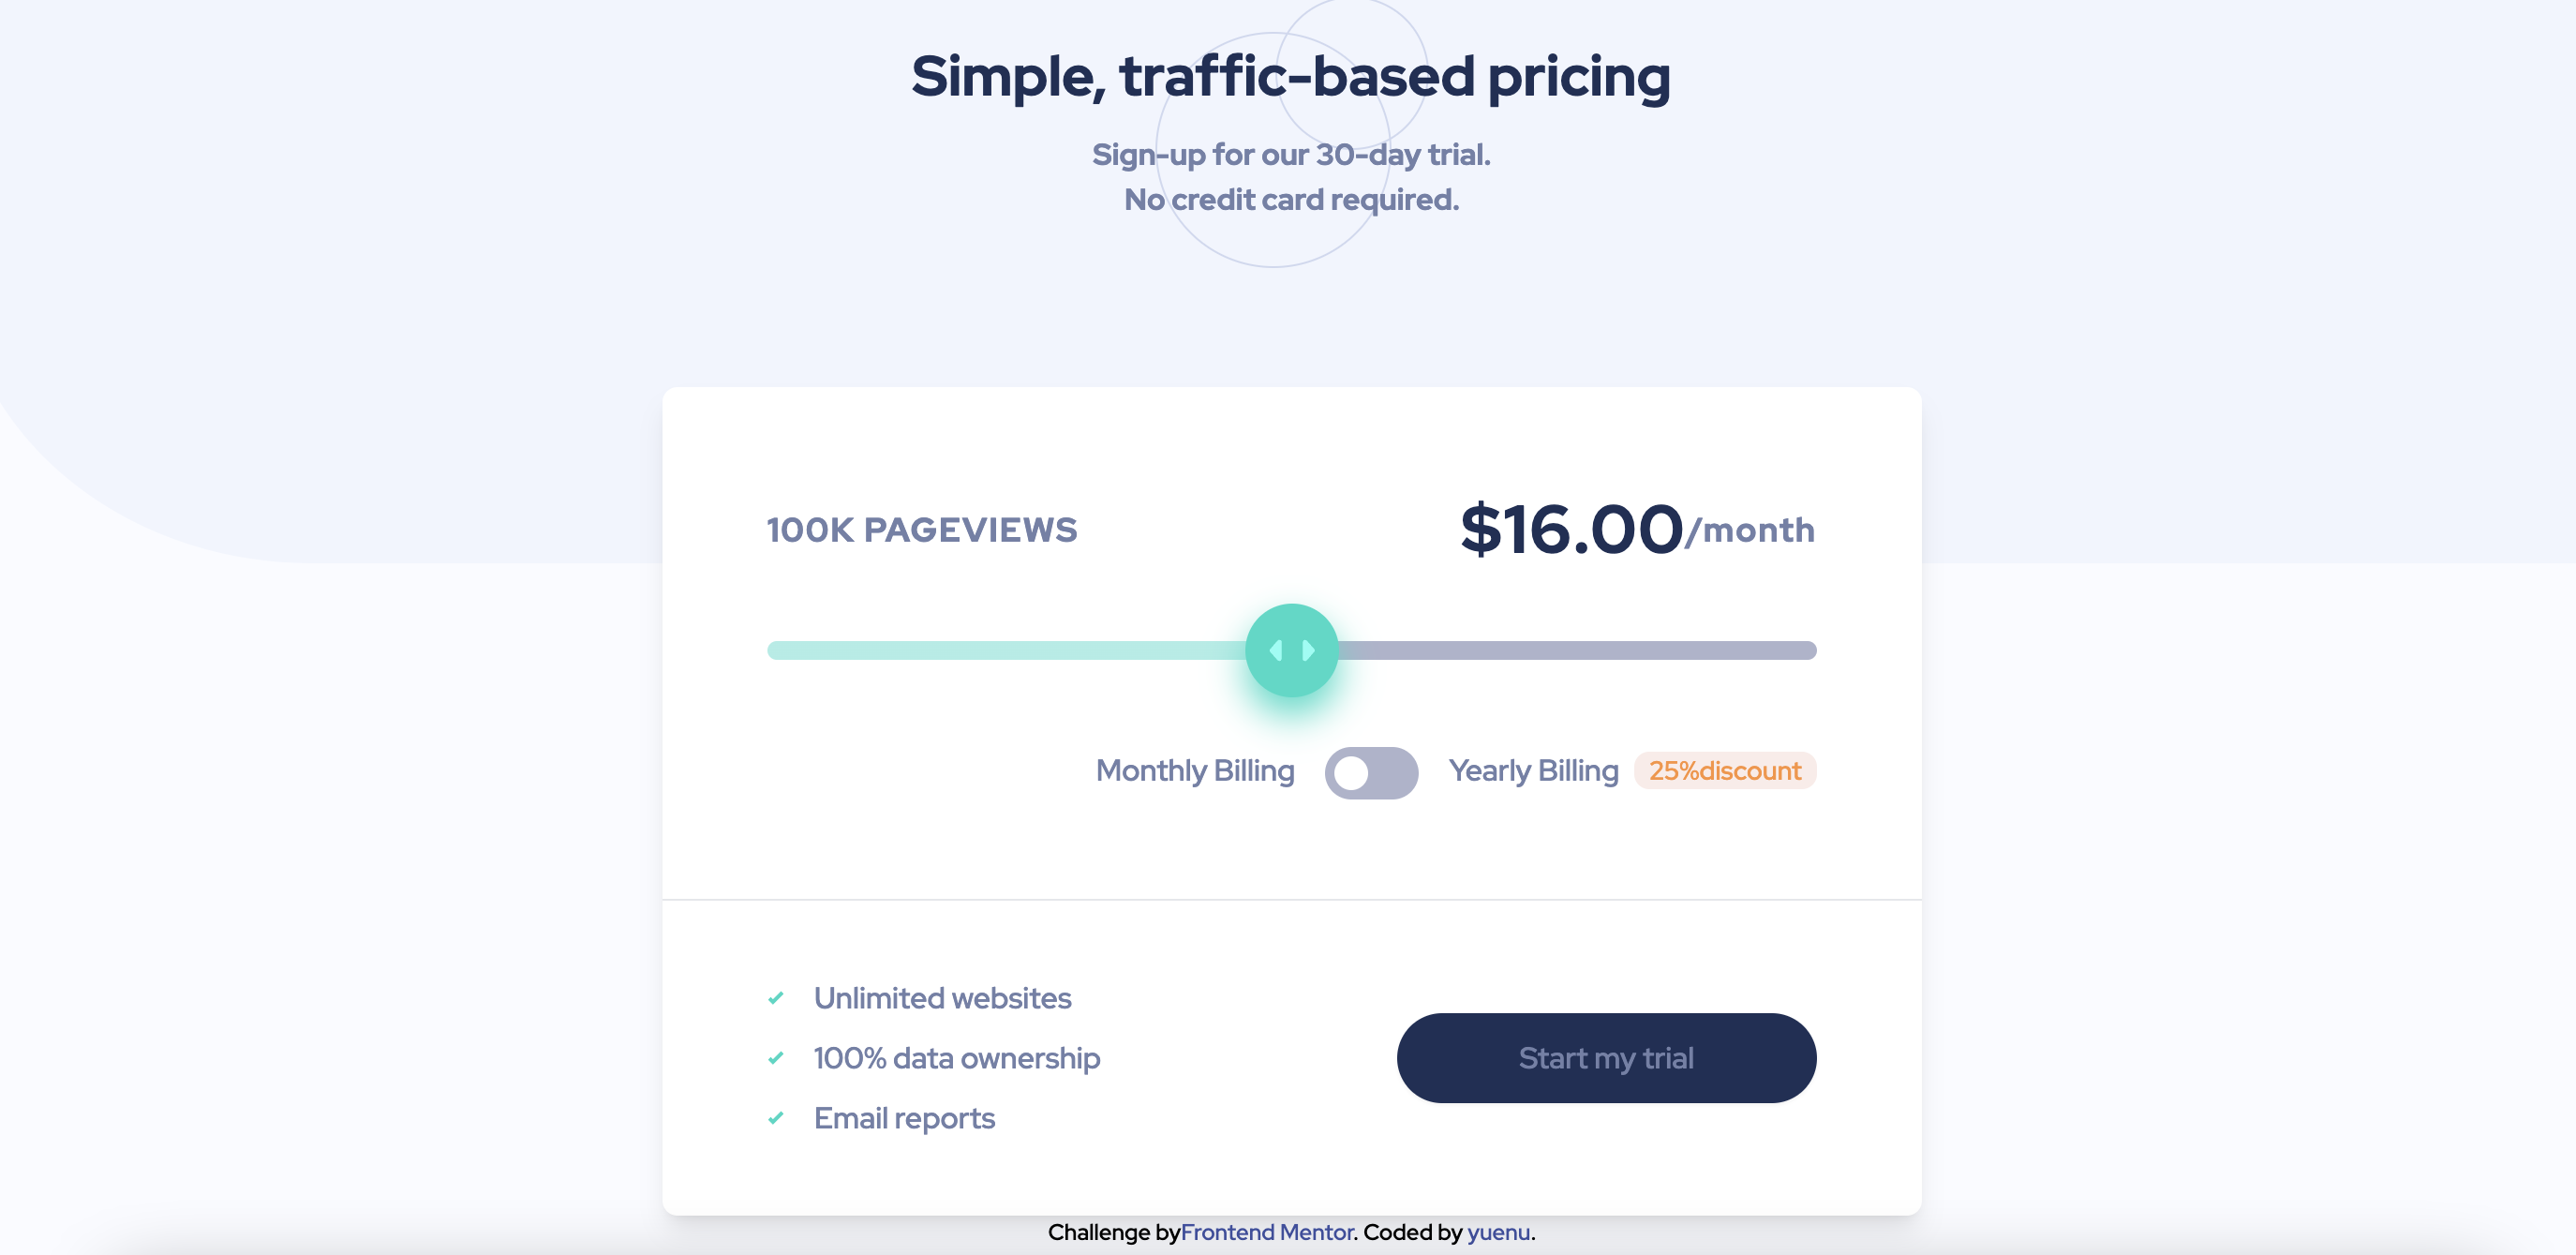 Simple, traffic-based pricing
Sign-up for our 30-day trial.
No credit card required.
100K PAGEVIEWS
$16.00/month
Monthly Billing
Yearly Billing
25%discount
Unlimited websites
100% data ownership
Email reports
Start my trial
Challenge byFrontend Mentor. Coded by yuenu.